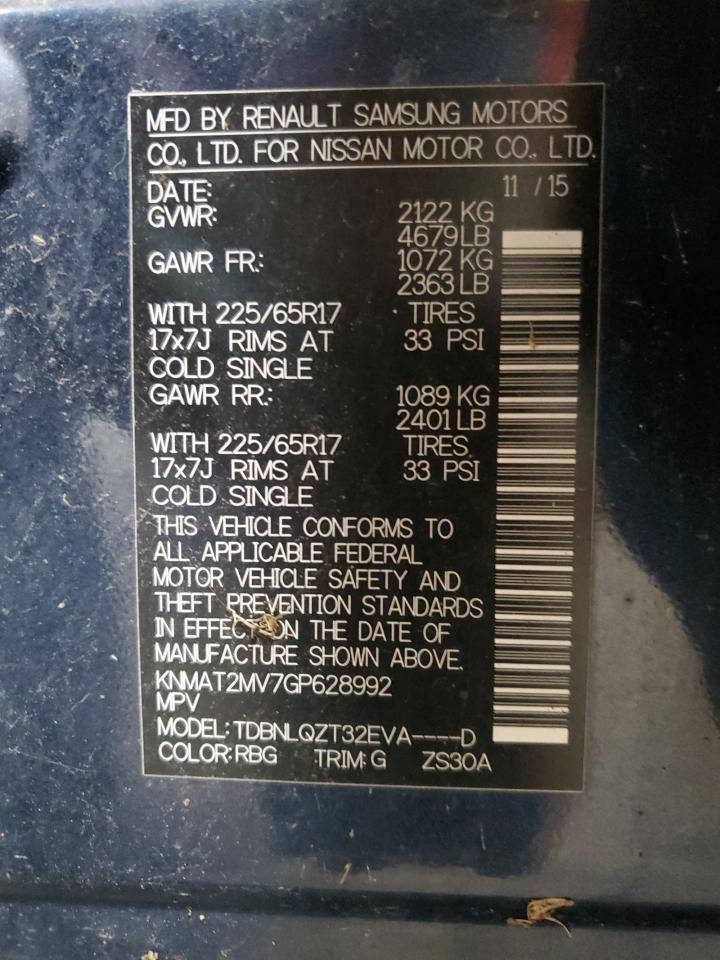 MFD BY RENAULT SAMSUNG MOTORS
CO., LTD. FOR NISSAN MOTOR CO., LTD.
DATE: 11 / 15
GVWR: 2122 KG
4679 LB
GAWR FR.: 1072 KG
2363 LB
WITH 225/65R17 TIRES
17x7J RIMS AT 33 PSI
COLD SINGLE
GAWR RR.: 1089 KG
2401 LB
WITH 225/65R17 TIRES.
17x7J RIMS AT 33 PSI
COLD SINGLE
THIS VEHICLE CONFORMS TO
ALL APPLICABLE FEDERAL
MOTOR VEHICLE SAFETY AND
THEFT PREVENTION STANDARDS
IN EFFECT ON THE DATE OF
MANUFACTURE SHOWN ABOVE.
KNMAT2MV7GP628992
MPV
MODEL: TDBNLQZT32EVA----D
COLOR: RBG TRIM: G ZS30A